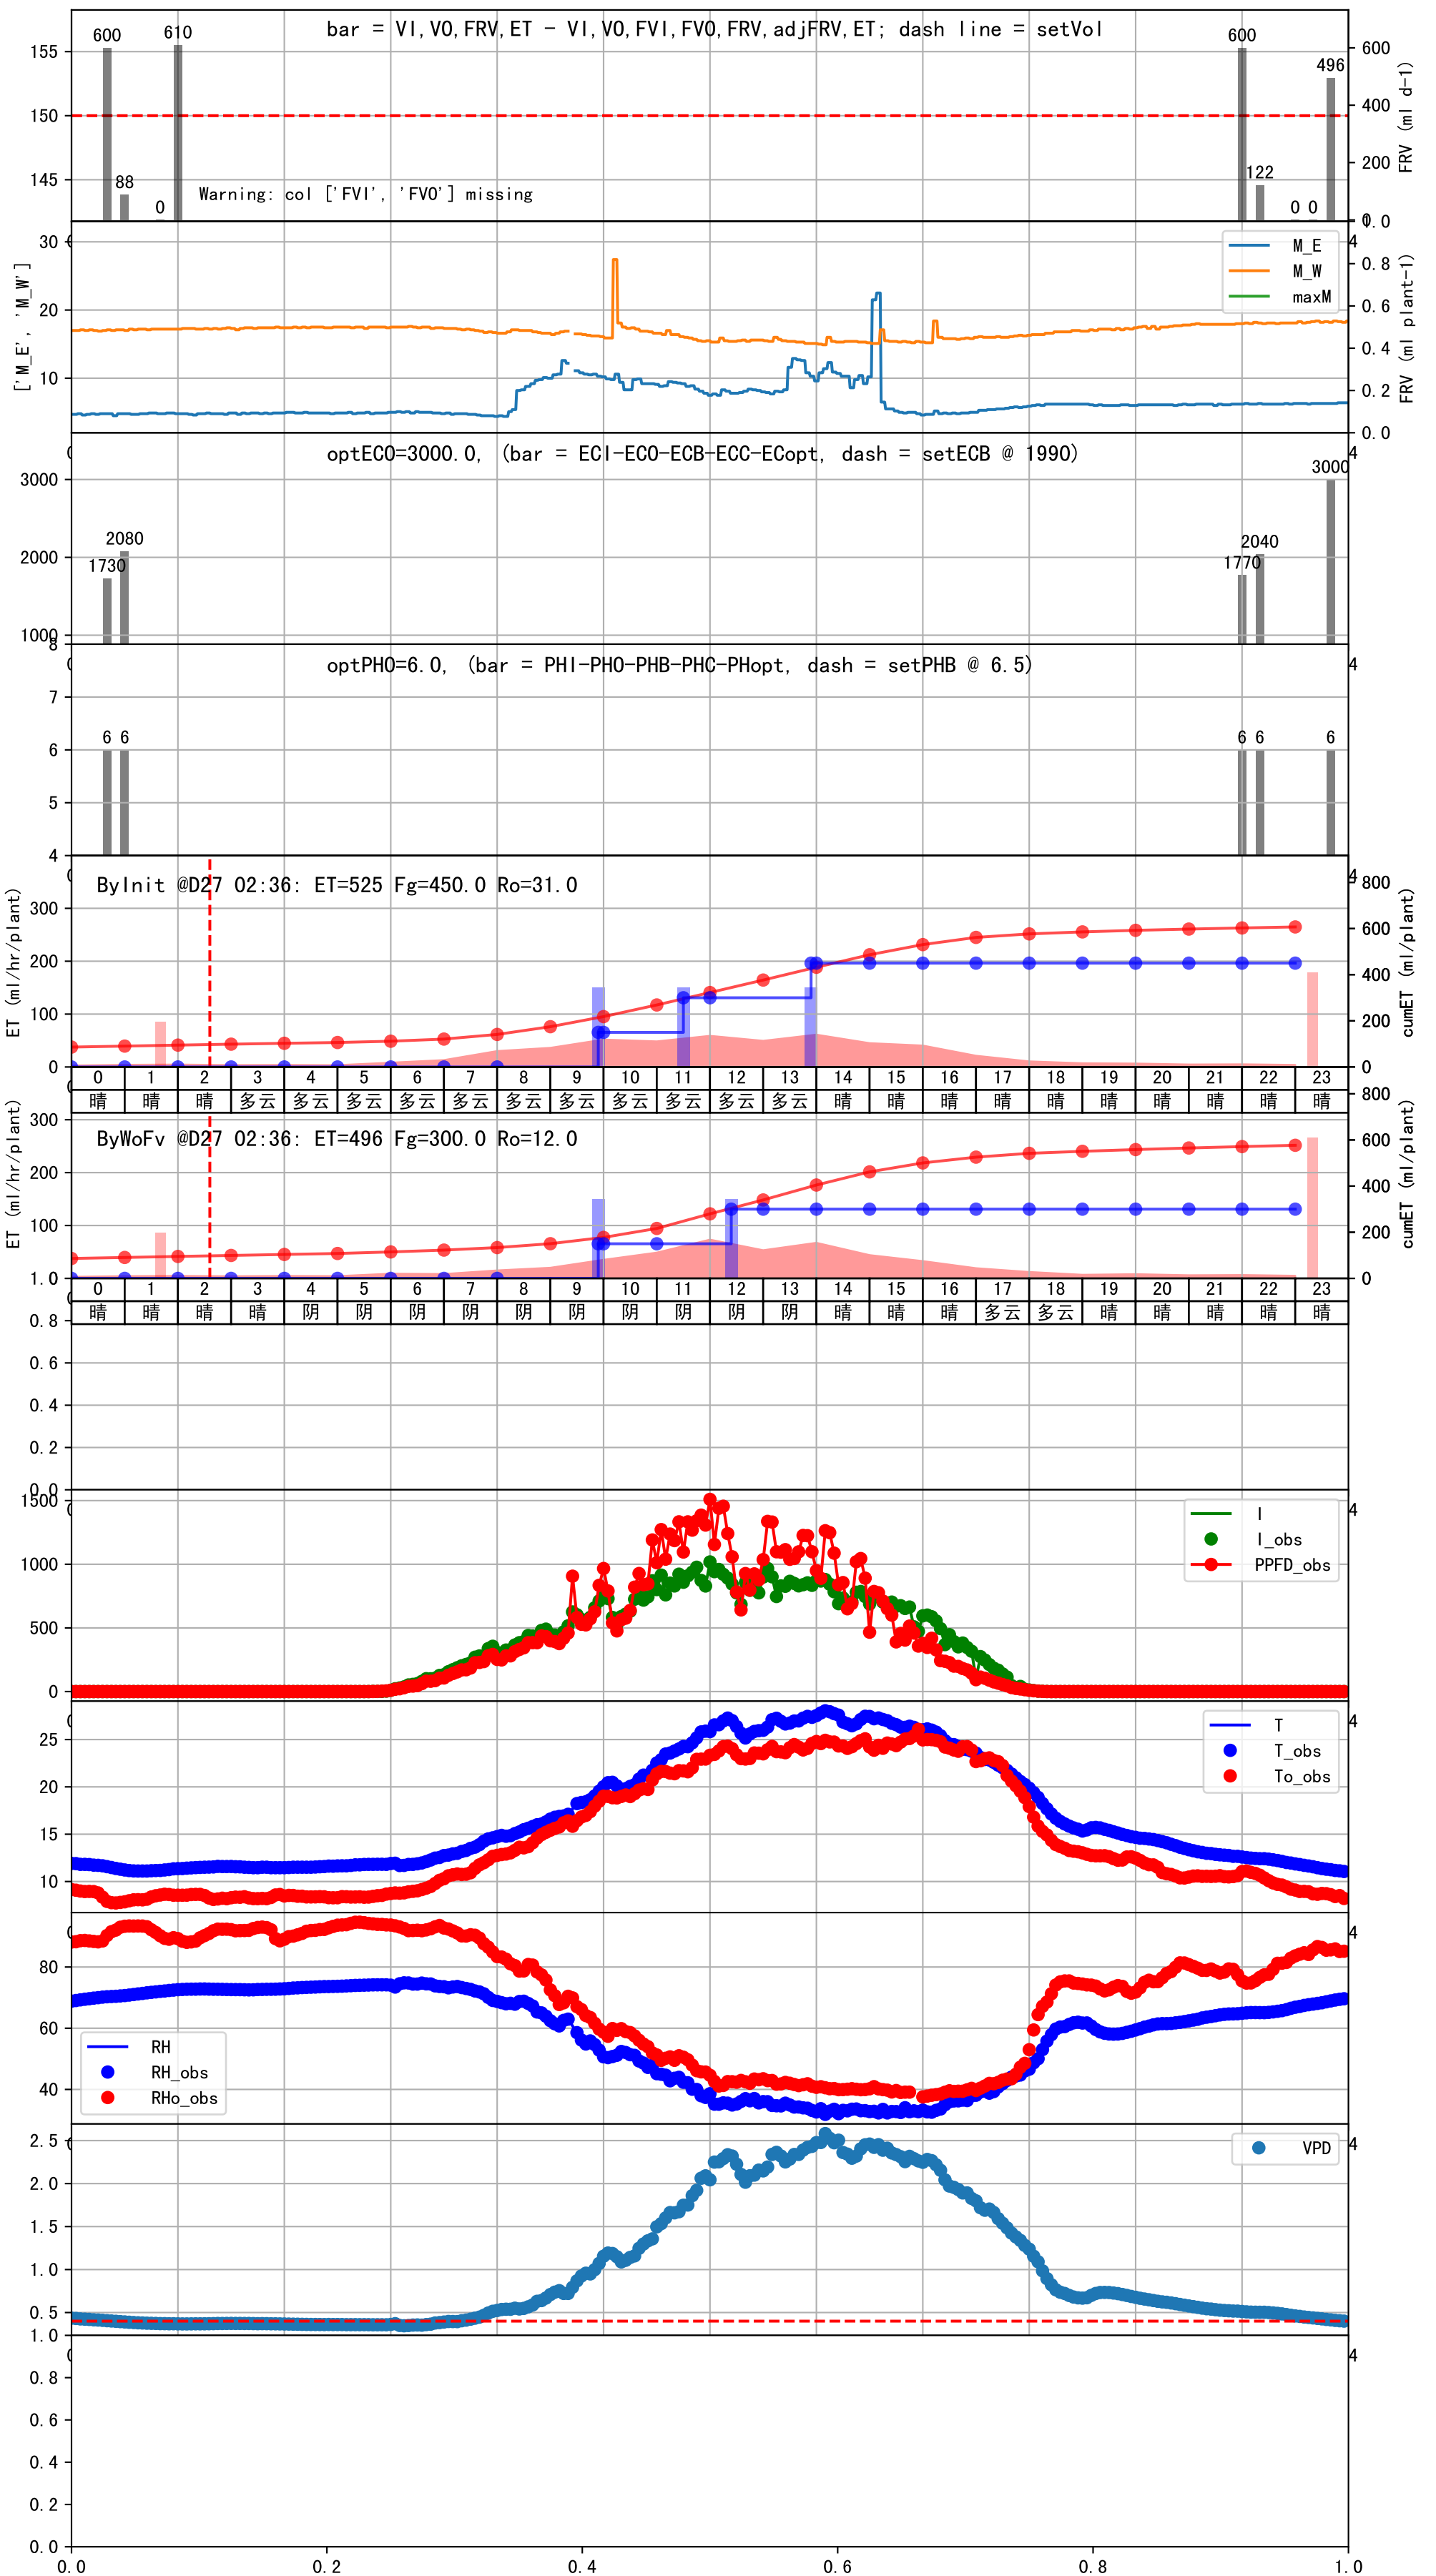 bar = VI,VO,FRV,ET - VI,VO,FVI,FVO,FRV,adjFRV,ET; dash line = setVol
600 88 0 610 600 122 0 0 496
155 150 145
600 400 200 0
FRV (ml d-1)
Warning: col ['FVI', 'FVO'] missing
1.0 0.8 0.6 0.4 0.2 0.0
FRV (ml plant-1)
30 20 10
['M_E', 'M_W']
M_E
M_W
maxM
optECO=3000.0, (bar = ECI-ECO-ECB-ECC-ECopt, dash = setECB @ 1990)
3000 2000 1000
1730 2080 1770 2040 3000
optPHO=6.0, (bar = PHI-PHO-PHB-PHC-PHopt, dash = setPHB @ 6.5)
8 7 6 5 4
6 6 6 6 6
ByInit @D27 02:36: ET=525 Fg=450.0 Ro=31.0
ET (ml/hr/plant)
300 200 100 0
800 600 400 200 0
cumET (ml/plant)
0 1 2 3 4 5 6 7 8 9 10 11 12 13 14 15 16 17 18 19 20 21 22 23
晴 晴 晴 多云 多云 多云 多云 多云 多云 多云 多云 多云 多云 多云 晴 晴 晴 晴 晴 晴 晴 晴 晴 晴
ByWoFv @D27 02:36: ET=496 Fg=300.0 Ro=12.0
ET (ml/hr/plant)
300 200 100
800 600 400 200 0
cumET (ml/plant)
0 1 2 3 4 5 6 7 8 9 10 11 12 13 14 15 16 17 18 19 20 21 22 23
晴 晴 晴 晴 阴 阴 阴 阴 阴 阴 阴 阴 阴 阴 晴 晴 晴 多云 多云 晴 晴 晴 晴 晴
1.0 0.8 0.6 0.4 0.2 0.0
1500 1000 500 0
I
I_obs
PPFD_obs
25 20 15 10
T
T_obs
To_obs
80 60 40
RH
RH_obs
RHo_obs
2.5 2.0 1.5 1.0 0.5
VPD
1.0 0.8 0.6 0.4 0.2 0.0
0.0 0.2 0.4 0.6 0.8 1.0